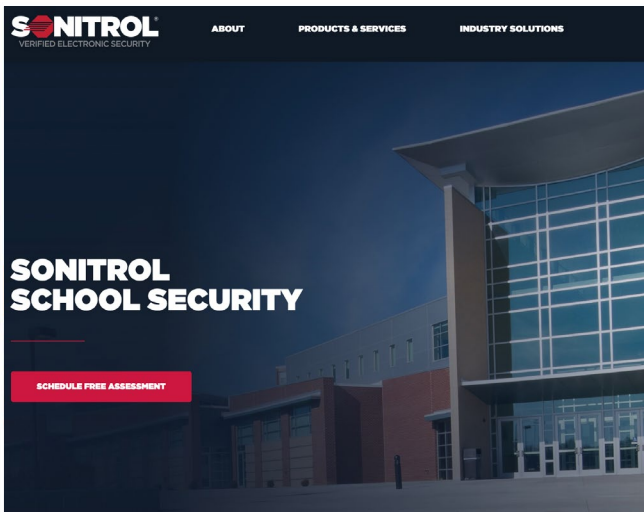 SONITROL®
VERIFIED ELECTRONIC SECURITY
ABOUT
PRODUCTS & SERVICES
INDUSTRY SOLUTIONS
SONITROL
SCHOOL SECURITY
SCHEDULE FREE ASSESSMENT